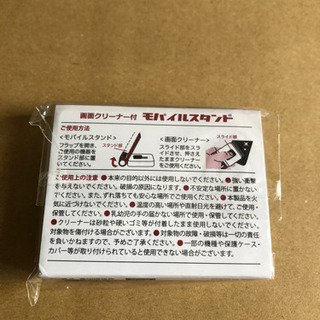 画面クリーナー付 モバイルスタンド
ご使用方法
<モバイルスタンド>
フラップを開き、
ご使用の機器を
スタンド部に置
いてください。
スタンド部
<画面クリーナー>
スライド部をスラ
イドさせ、押さえ
たままクリーナー
をご使用ください。
スライド部
ご使用上の注意 ●本来の目的以外には使用しないでください。●強い衝撃
を与えないでください。破損の原因になります。●不安定な場所に置かない
でください。また、ずれ落ちても安心な場所でご使用ください。●本製品を火
気に近づけないでください。●温度の高い場所や直射日光を避けて、ご使用・
保管してください。●乳幼児の手の届かない場所で使用・保管してください。
●クリーナーは砂粒や硬いゴミ等が付着したまま使用しないでください。
対象物を傷付ける場合がございます。●対象物の故障・破損等は一切の責任
を負いかねますので、予めご了承ください。●一部の機種や保護ケース・
カバー等が取り付けられていると使用できない場合がございます。